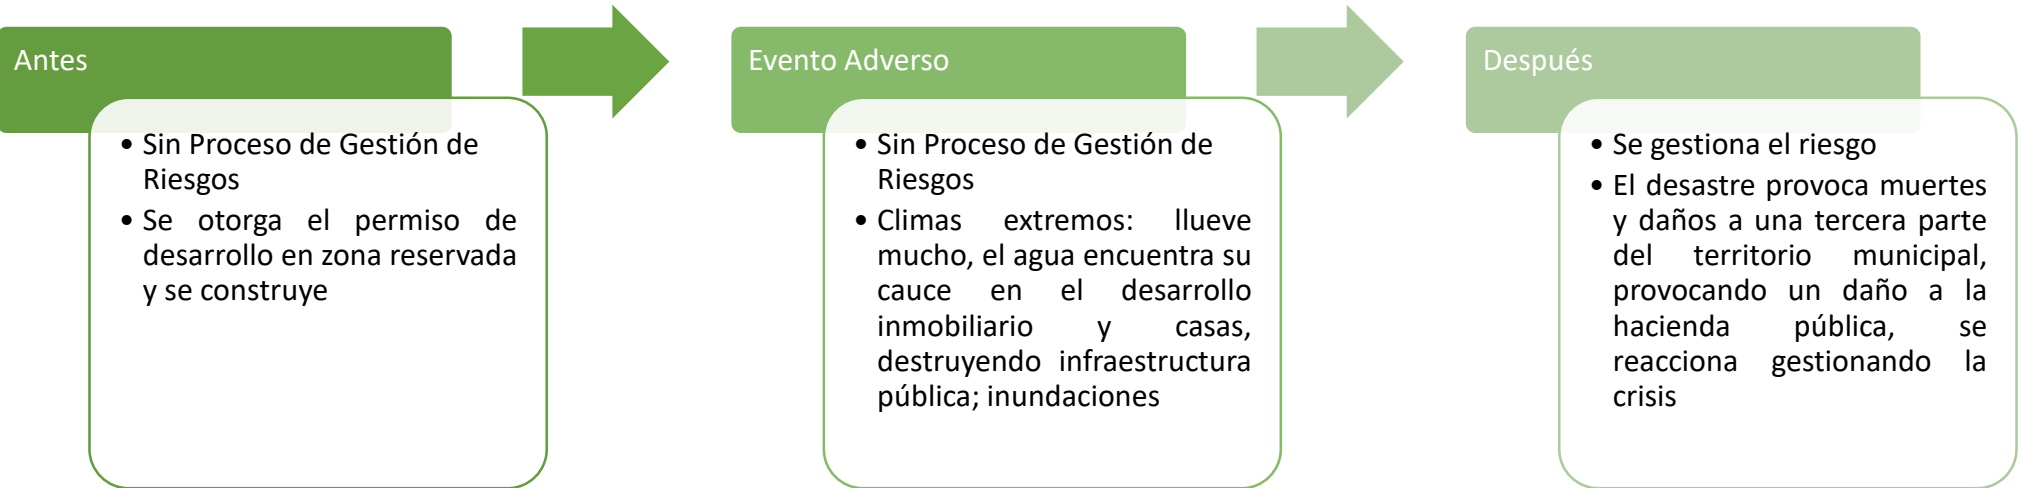 Antes
• Sin Proceso de Gestión de
Riesgos
• Se otorga el permiso de
desarrollo en zona reservada
y se construye
Evento Adverso
• Sin Proceso de Gestión de
Riesgos
• Climas extremos: llueve
mucho, el agua encuentra su
cauce en el desarrollo
inmobiliario y casas,
destruyendo infraestructura
pública; inundaciones
Después
• Se gestiona el riesgo
• El desastre provoca muertes
y daños a una tercera parte
del territorio municipal,
provocando un daño a la
hacienda pública, se
reacciona gestionando la
crisis